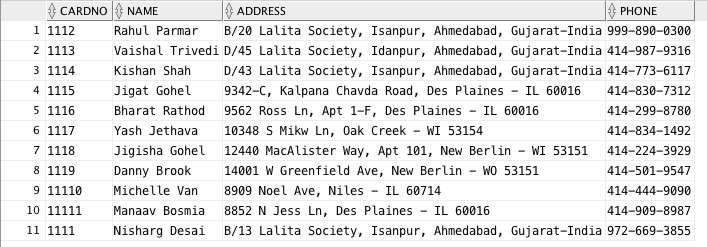 CARDNO NAME ADDRESS PHONE
1 1112 Rahul Parmar B/20 Lalita Society, Isanpur, Ahmedabad, Gujarat-India 999-890-0300
2 1113 Vaishal Trivedi D/45 Lalita Society, Isanpur, Ahmedabad, Gujarat-India 414-987-9316
3 1114 Kishan Shah D/43 Lalita Society, Isanpur, Ahmedabad, Gujarat-India 414-773-6117
4 1115 Jigat Gohel 9342-C, Kalpana Chavda Road, Des Plaines - IL 60016 414-830-7312
5 1116 Bharat Rathod 9562 Ross Ln, Apt 1-F, Des Plaines - IL 60016 414-299-8780
6 1117 Yash Jethava 10348 S Mikw Ln, Oak Creek - WI 53154 414-834-1492
7 1118 Jigisha Gohel 12440 MacAlister Way, Apt 101, New Berlin - WI 53151 414-224-3929
8 1119 Danny Brook 14001 W Greenfield Ave, New Berlin - WO 53151 414-501-9547
9 11110 Michelle Van 8909 Noel Ave, Niles - IL 60714 414-444-9090
10 11111 Manaav Bosmia 8852 N Jess Ln, Des Plaines - IL 60016 414-909-8987
11 1111 Nisharg Desai B/13 Lalita Society, Isanpur, Ahmedabad, Gujarat-India 972-669-3855